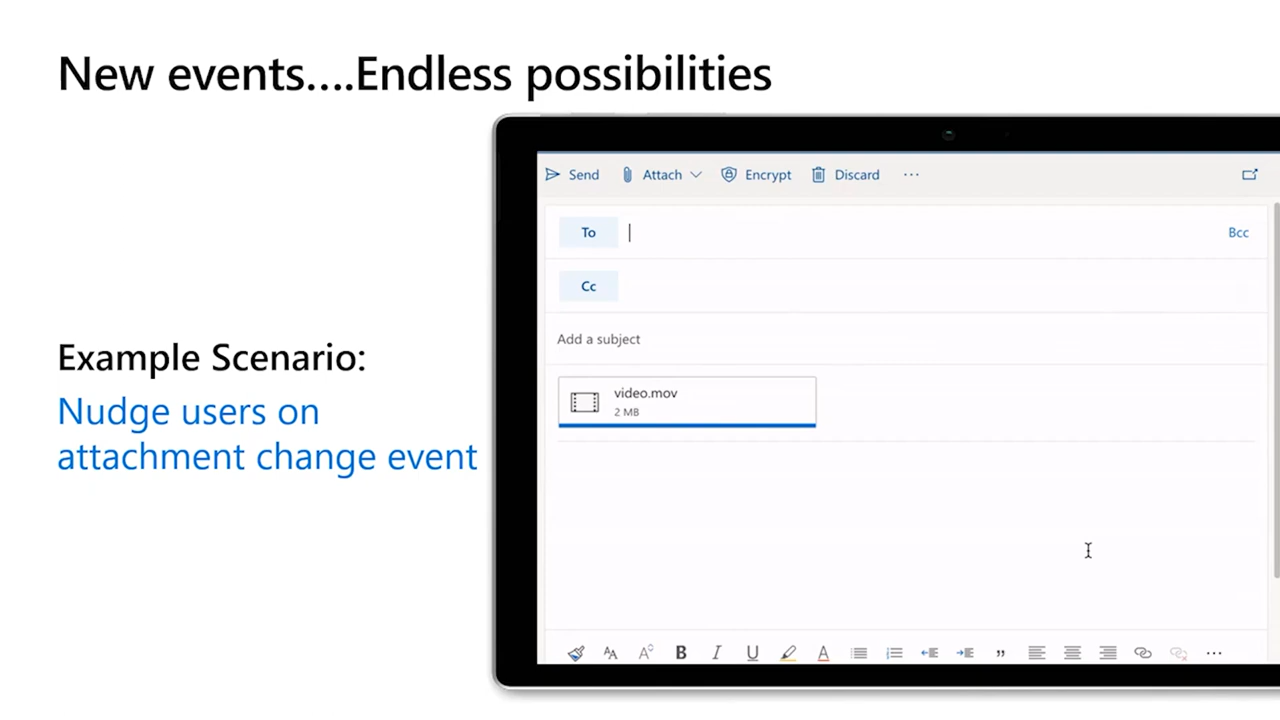 New events....Endless possibilities
Send Attach Encrypt Discard ...
To Bcc
Cc
Add a subject
Example Scenario:
Nudge users on
attachment change event
video.mov
2 MB